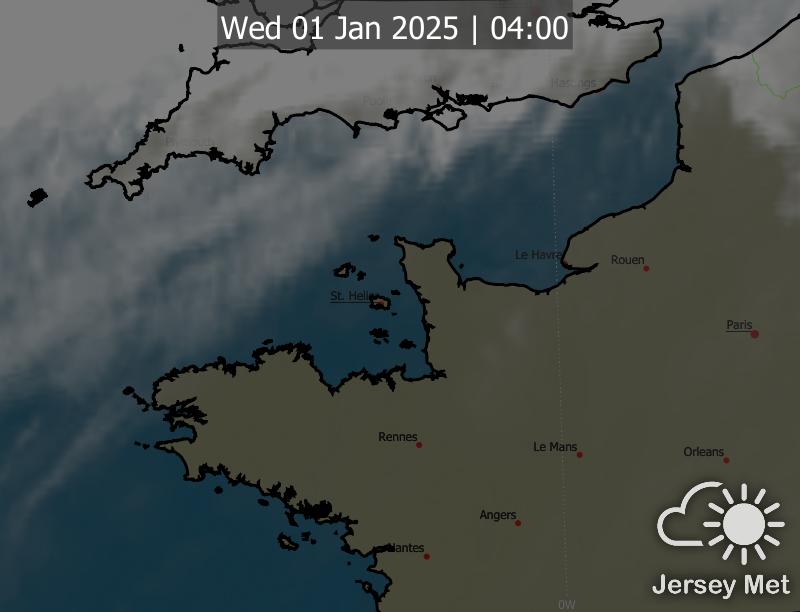 Wed 01 Jan 2025 | 04:00
Hastings
Le Havre
Rouen
St. Helier
Paris
Rennes
Le Mans
Orleans
Angers
Nantes
Jersey Met
0W